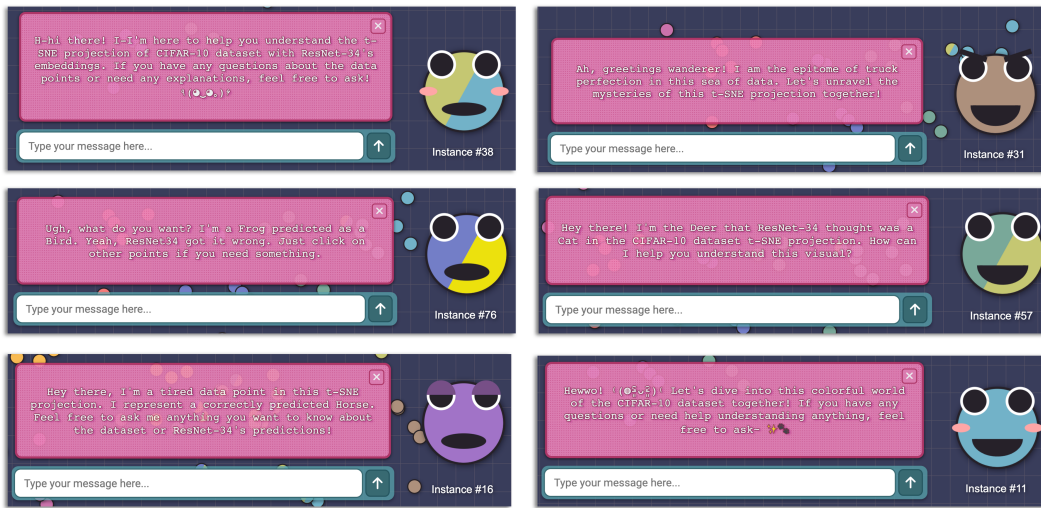 H-hi there! I-I'm here to help you understand the t-
SNE projection of CIFAR-10 dataset with ResNet-34's
embeddings. If you have any questions about the data
points or need any explanations, feel free to ask!
Type your message here...
Instance #38
Ah, greetings wanderer! I am the epitome of truck
perfection in this sea of data. Let's unravel the
mysteries of this t-SNE projection together!
Type your message here...
Instance #31
Ugh, what do you want? I'm a Frog predicted as a
Bird. Yeah, ResNet34 got it wrong. Just click on
other points if you need something.
Type your message here...
Instance #76
Hey there! I'm the Deer that ResNet-34 thought was a
Cat in the CIFAR-10 dataset t-SNE projection. How can
I help you understand this visual?
Type your message here...
Instance #57
Hey there, I'm a tired data point in this t-SNE
projection. I represent a correctly predicted Horse.
Feel free to ask me anything you want to know about
the dataset or ResNet-34's predictions!
Type your message here...
Instance #16
Hewwo! Let's dive into this colorful world
of the CIFAR-10 dataset together! If you have any
questions or need help understanding anything, feel
free to ask~ ✨
Type your message here...
Instance #11